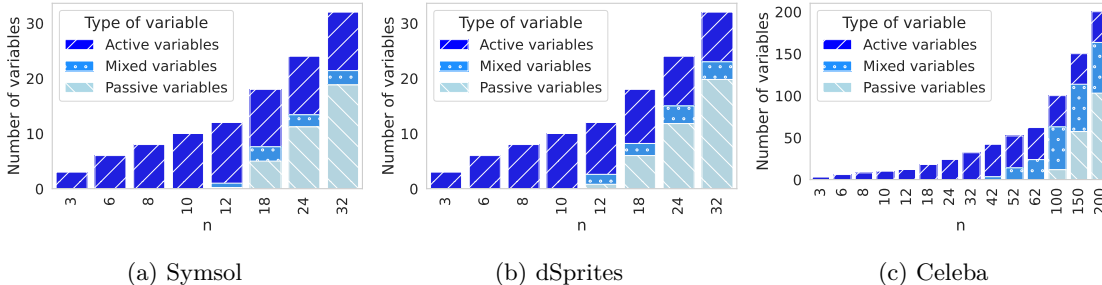 Number of variables
30
20
10
0
Type of variable
Active variables
Mixed variables
Passive variables
3 6 8 10 12 18 24 32
n
(a) Symsol
Number of variables
30
20
10
0
Type of variable
Active variables
Mixed variables
Passive variables
3 6 8 10 12 18 24 32
n
(b) dSprites
Number of variables
200
150
100
50
0
Type of variable
Active variables
Mixed variables
Passive variables
3 6 8 10 12 18 24 32 42 52 62 100 150 200
n
(c) Celeba